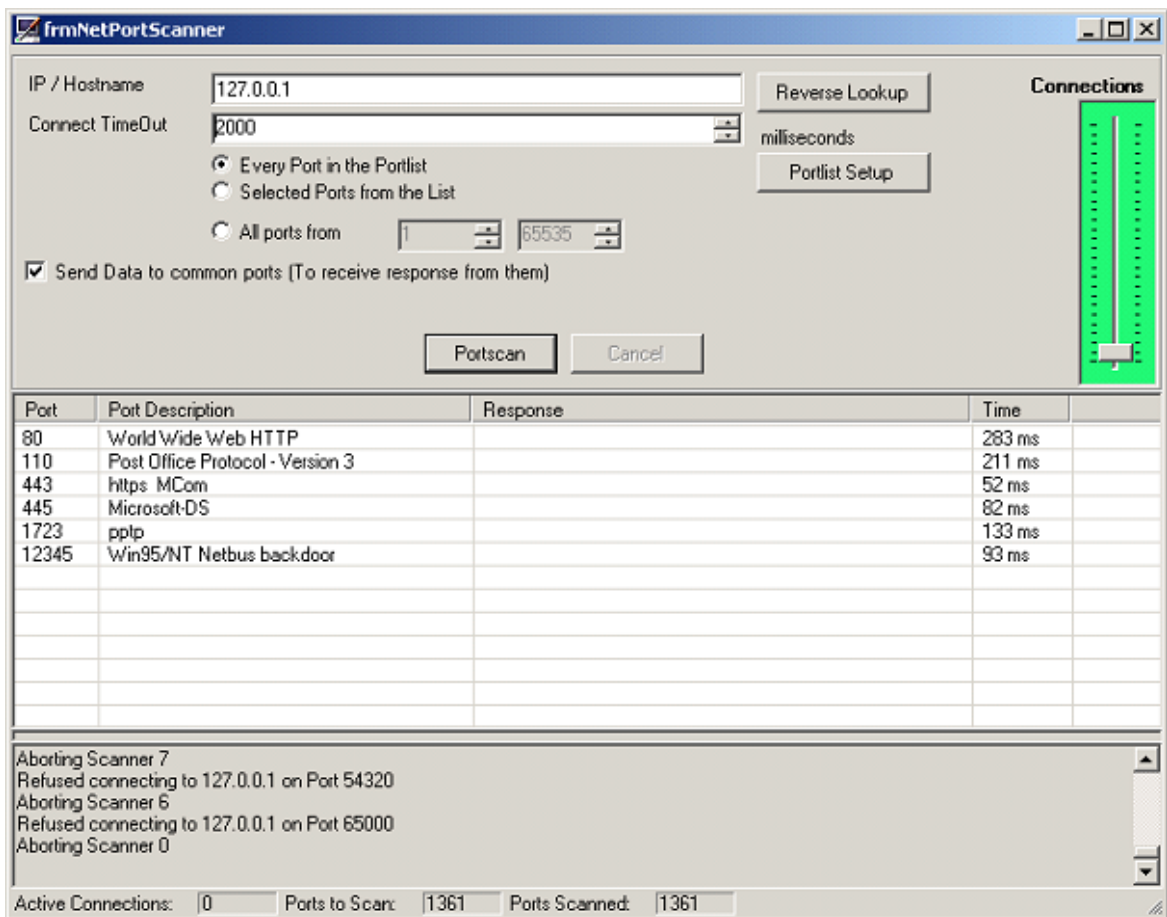 frmNetPortScanner
IP / Hostname 127.0.0.1 Reverse Lookup Connections
Connect TimeOut 2000 milliseconds
Every Port in the Portlist Portlist Setup
Selected Ports from the List
All ports from 1 65535
Send Data to common ports (To receive response from them)
Portscan Cancel
Port Port Description Response Time
80 World Wide Web HTTP 283 ms
110 Post Office Protocol - Version 3 211 ms
443 https MCom 52 ms
445 Microsoft-DS 82 ms
1723 pptp 133 ms
12345 Win95/NT Netbus backdoor 93 ms
Aborting Scanner 7
Refused connecting to 127.0.0.1 on Port 54320
Aborting Scanner 6
Refused connecting to 127.0.0.1 on Port 65000
Aborting Scanner 0
Active Connections: 0 Ports to Scan: 1361 Ports Scanned: 1361